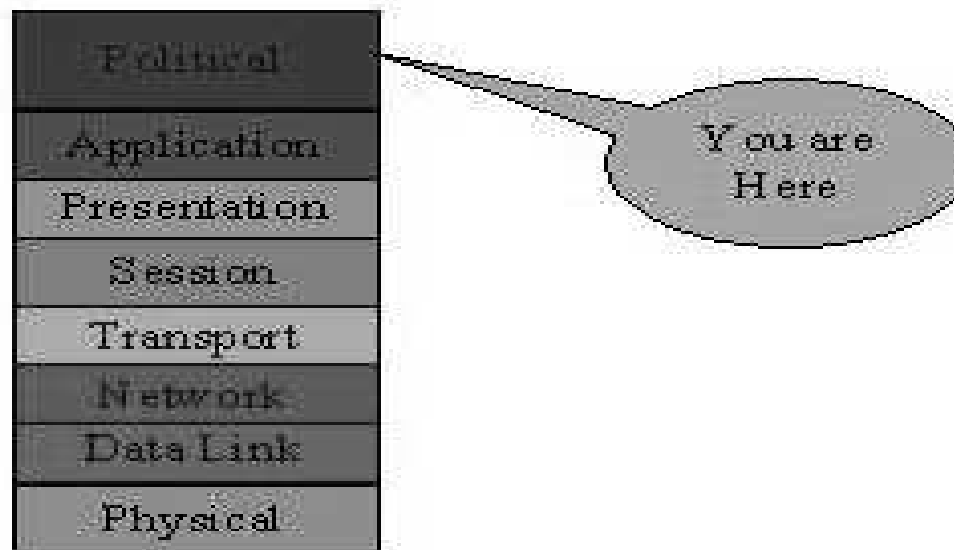 Political
Application
Presentation
Session
Transport
Network
Data Link
Physical
You are
Here